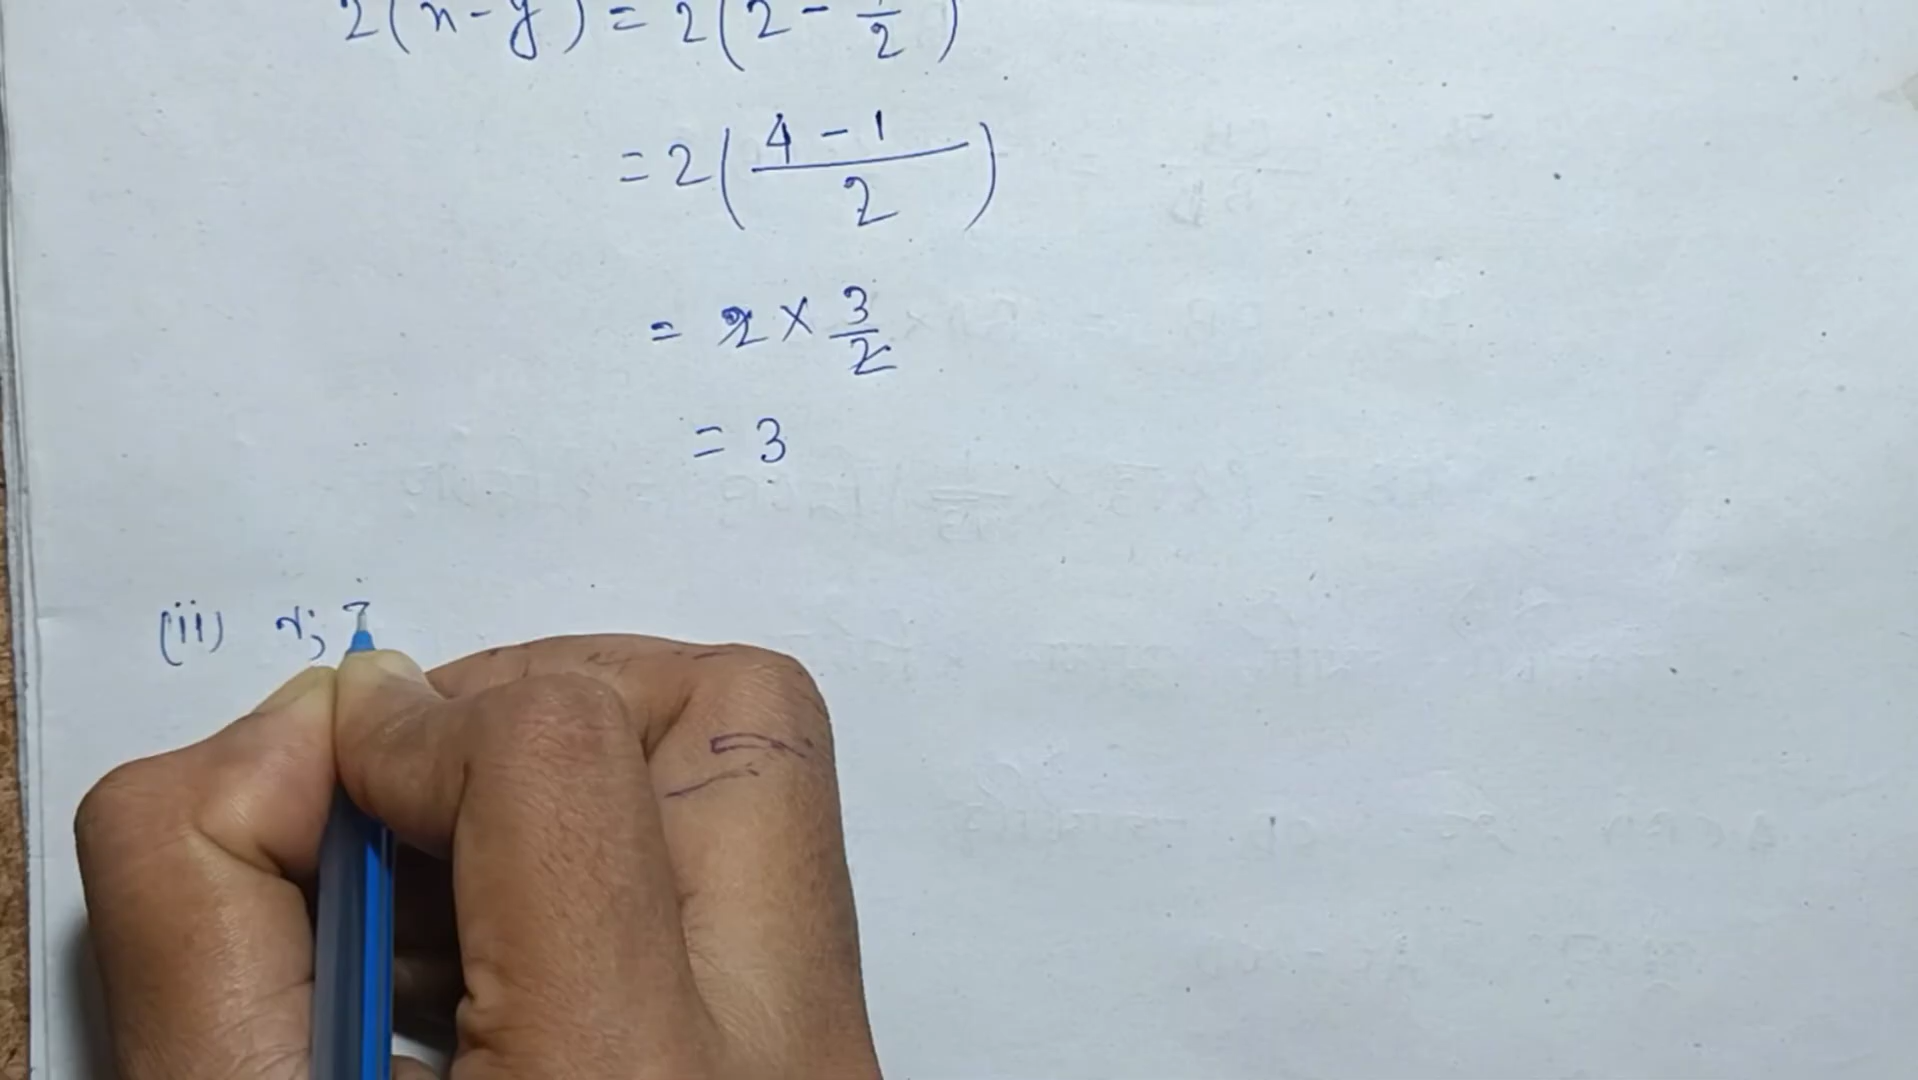 2(x-y) = 2(2 - 1/2)
= 2((4-1)/2)
= 2 × 3/2
= 3
(ii)